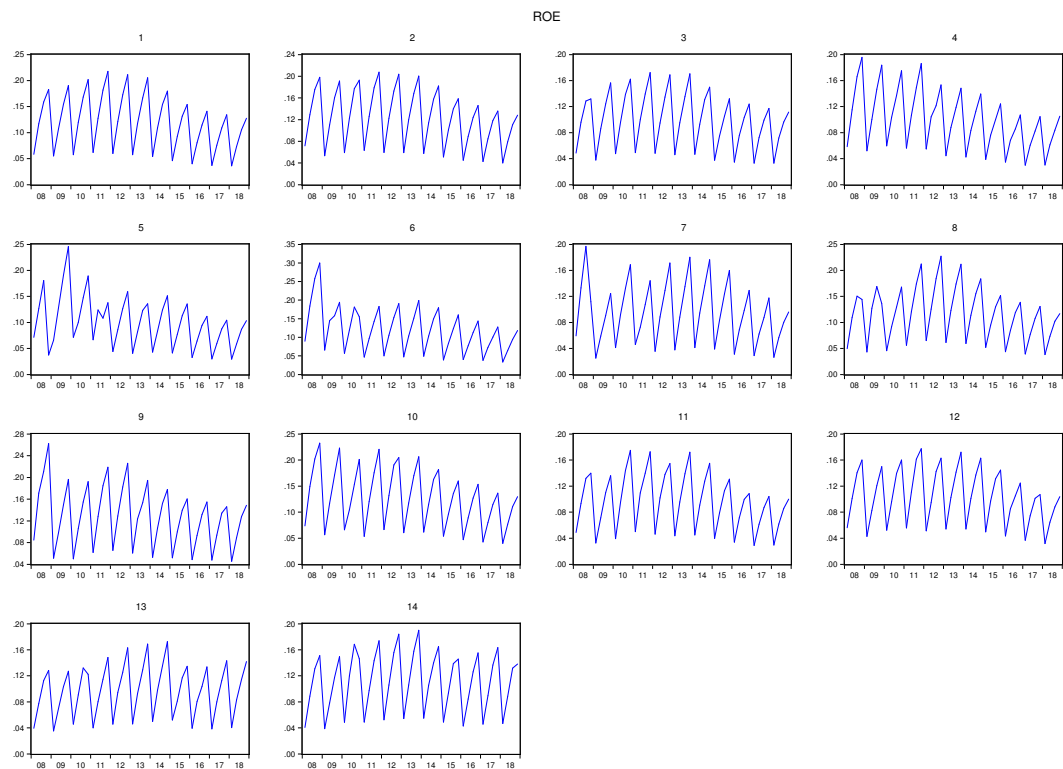 ROE
1 2 3 4
.25 .24 .20 .20
.20 .20 .16 .16
.15 .16 .12 .12
.10 .12 .08 .08
.05 .08 .04 .04
.00 .04 .00 .00
.00
08 09 10 11 12 13 14 15 16 17 18 08 09 10 11 12 13 14 15 16 17 18 08 09 10 11 12 13 14 15 16 17 18 08 09 10 11 12 13 14 15 16 17 18
5 6 7 8
.25 .35 .20 .25
.20 .30 .16 .20
.15 .25 .12 .15
.10 .20 .08 .10
.05 .15 .04 .05
.00 .10 .00 .00
.05
.00
08 09 10 11 12 13 14 15 16 17 18 08 09 10 11 12 13 14 15 16 17 18 08 09 10 11 12 13 14 15 16 17 18 08 09 10 11 12 13 14 15 16 17 18
9 10 11 12
.28 .25 .20 .20
.24 .20 .16 .16
.20 .15 .12 .12
.16 .10 .08 .08
.12 .05 .04 .04
.08 .00 .00 .00
.04
08 09 10 11 12 13 14 15 16 17 18 08 09 10 11 12 13 14 15 16 17 18 08 09 10 11 12 13 14 15 16 17 18 08 09 10 11 12 13 14 15 16 17 18
13 14
.20 .20
.16 .16
.12 .12
.08 .08
.04 .04
.00 .00
08 09 10 11 12 13 14 15 16 17 18 08 09 10 11 12 13 14 15 16 17 18